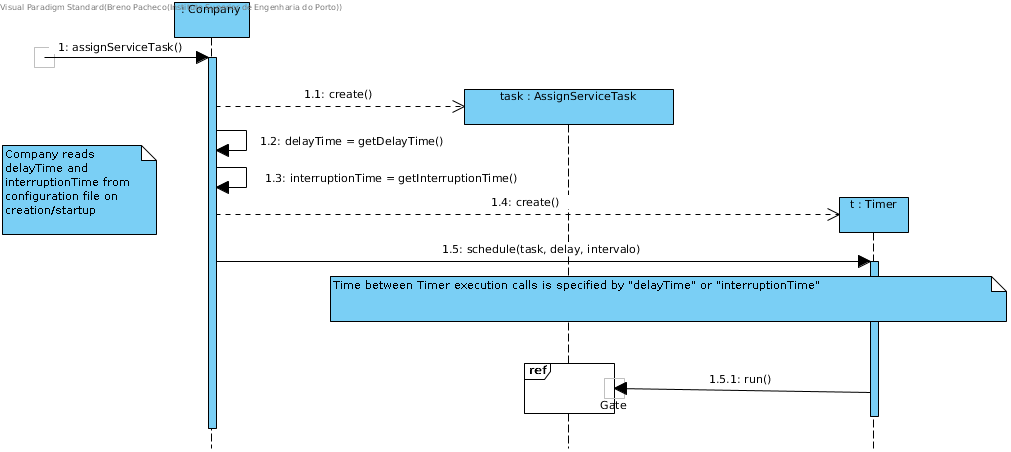 Visual Paradigm Standard(Breno Pacheco( de Engenharia do Porto))
: Company
1: assignServiceTask()
1.1: create()
task : AssignServiceTask
1.2: delayTime = getDelayTime()
Company reads
delayTime and
interruptionTime from
configuration file on
creation/startup
1.3: interruptionTime = getInterruptionTime()
1.4: create()
t : Timer
1.5: schedule(task, delay, intervalo)
Time between Timer execution calls is specified by "delayTime" or "interruptionTime"
ref
1.5.1: run()
Gate